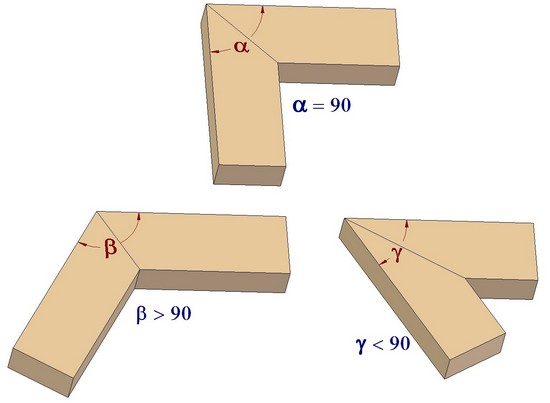 α
α = 90
β
β > 90
γ
γ < 90